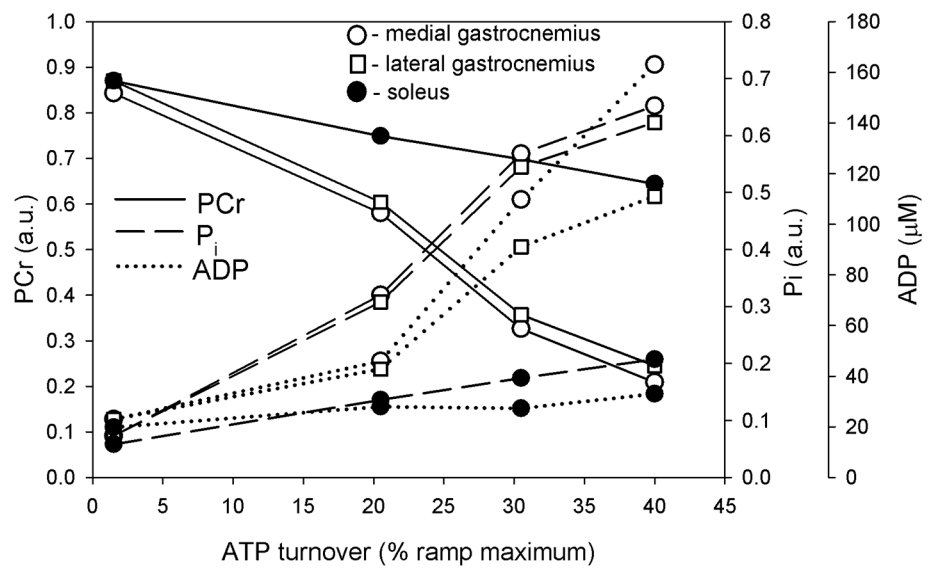 - medial gastrocnemius
- lateral gastrocnemius
- soleus
PCr
Pi
ADP
PCr (a.u.)
1.0
0.9
0.8
0.7
0.6
0.5
0.4
0.3
0.2
0.1
0.0
Pi (a.u.)
0.8
0.7
0.6
0.5
0.4
0.3
0.2
0.1
0.0
ADP (μM)
180
160
140
120
100
80
60
40
20
0
0 5 10 15 20 25 30 35 40 45
ATP turnover (% ramp maximum)